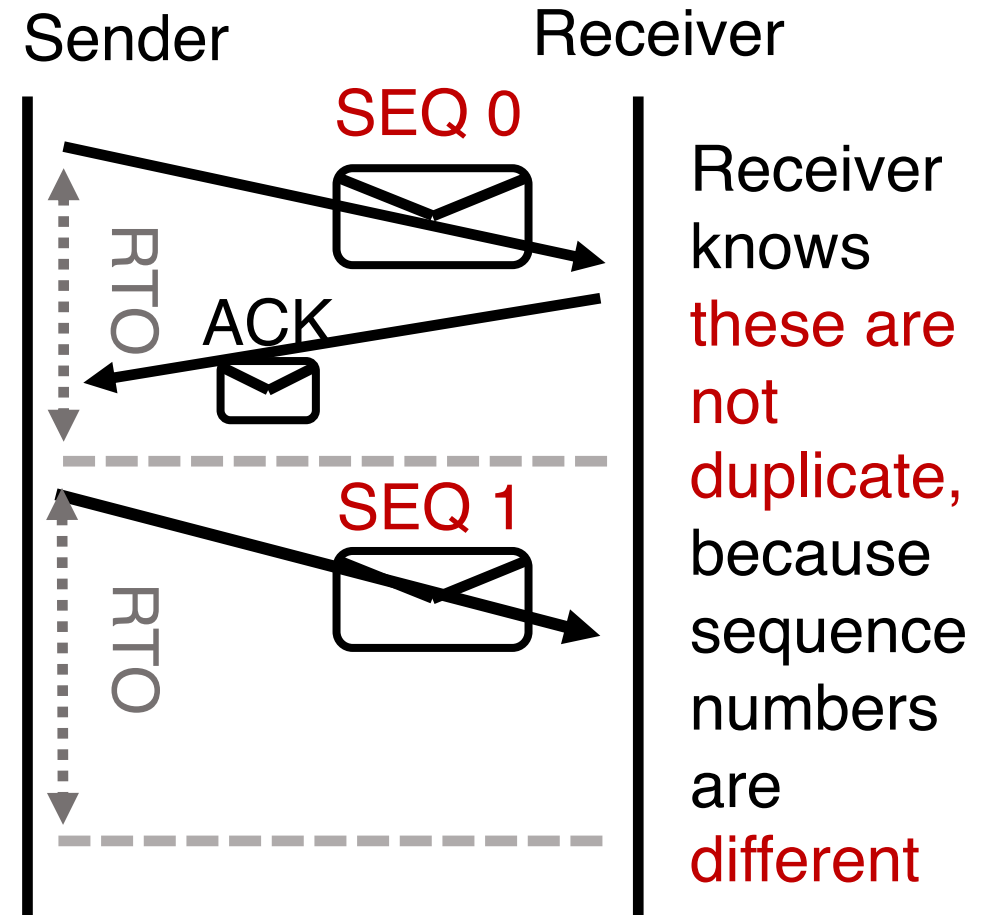 Sender
Receiver
SEQ 0
RTO
ACK
SEQ 1
RTO
Receiver
knows
these are
not
duplicate,
because
sequence
numbers
are
different